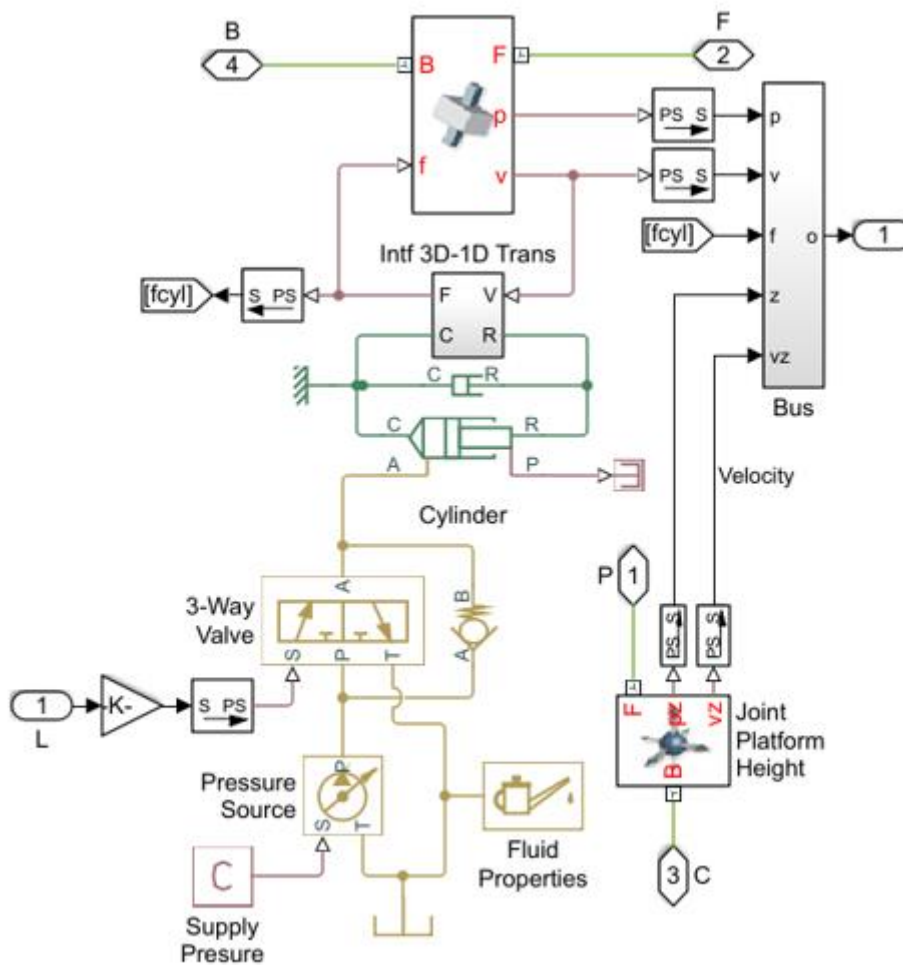 B
F
4
2
B
F
p
PS S
p
v
PS S
v
f
[fcyl]
f
o
1
Intf 3D-1D Trans
[fcyl]
S PS
F
V
z
C
R
C
R
vz
Bus
C
R
A
P
Velocity
Cylinder
A
B
P
1
3-Way
Valve
S
P
T
A
PS S
PS S
1
-K-
S PS
L
F
pz
vz
Joint
Platform
Height
B
Pressure
Source
P
S
T
Fluid
Properties
C
3
C
Supply
Presure